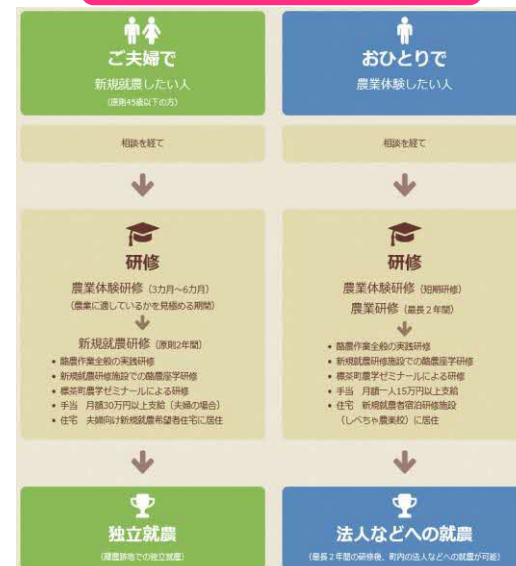 ご夫婦で
新規就農したい人
(原則45歳以下の方)
相談を経て
研修
農業体験研修 (3カ月～6カ月)
(農業に適しているかを見極める期間)
新規就農研修 (原則2年間)
• 酪農作業全般の実践研修
• 新規就農研修施設での酪農座学研修
• 標茶町農学ゼミナールによる研修
• 手当 月額30万円以上支給 (夫婦の場合)
• 住宅 夫婦向け新規就農希望者住宅に居住
独立就農
(離農跡地での独立就農)
おひとりで
農業体験したい人
相談を経て
研修
農業体験研修 (短期研修)
農業研修 (最長2年間)
• 酪農作業全般の実践研修
• 新規就農研修施設での酪農座学研修
• 標茶町農学ゼミナールによる研修
• 手当 月額一人15万円以上支給
• 住宅 新規就農者宿泊研修施設
(しべちゃ農楽校) に居住
法人などへの就農
(最長2年間の研修後、町内の法人などへの就農が可能)